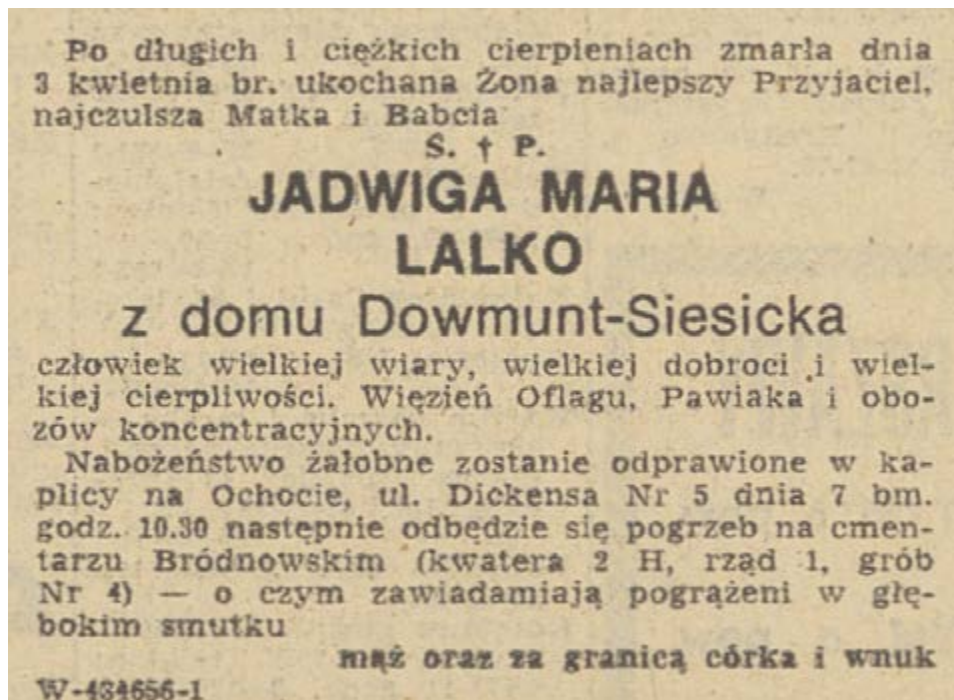 Po długich i ciężkich cierpieniach zmarła dnia
3 kwietnia br. ukochana Żona najlepszy Przyjaciel,
najczulsza Matka i Babcia
Ś. † P.
JADWIGA MARIA
LALKO
z domu Dowmunt-Siesicka
człowiek wielkiej wiary, wielkiej dobroci i wiel-
kiej cierpliwości. Więzień Oflagu, Pawiaka i obo-
zów koncentracyjnych.
Nabożeństwo żałobne zostanie odprawione w ka-
plicy na Ochocie, ul. Dickensa Nr 5 dnia 7 bm.
godz. 10.30 następnie odbędzie się pogrzeb na cmen-
tarzu Bródnowskim (kwatera 2 H, rząd 1, grób
Nr 4) — o czym zawiadamiają pogrążeni w głę-
bokim smutku
mąż oraz za granicą córka i wnuk
W-434656-1